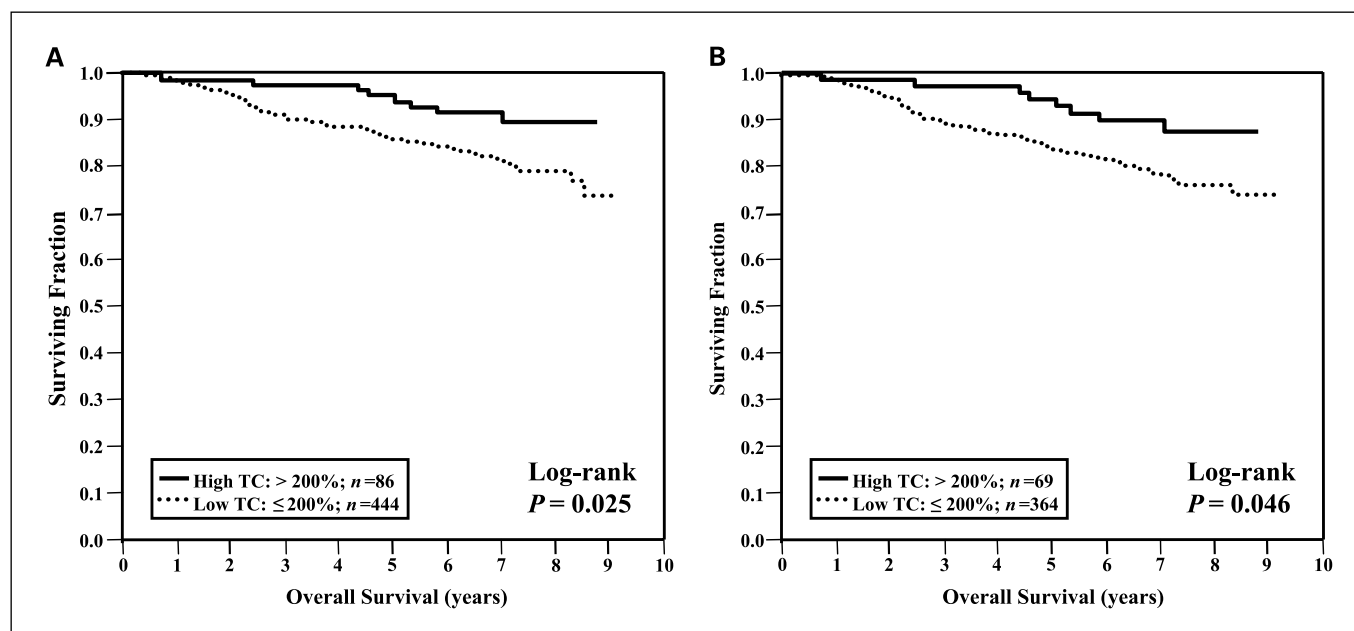 A
1.0
0.9
0.8
0.7
0.6
0.5
0.4
0.3
0.2
0.1
0.0
Surviving Fraction
High TC: > 200%; n=86
Low TC: ≤ 200%; n=444
Log-rank
P = 0.025
0 1 2 3 4 5 6 7 8 9 10
Overall Survival (years)
B
1.0
0.9
0.8
0.7
0.6
0.5
0.4
0.3
0.2
0.1
0.0
Surviving Fraction
High TC: > 200%; n=69
Low TC: ≤ 200%; n=364
Log-rank
P = 0.046
0 1 2 3 4 5 6 7 8 9 10
Overall Survival (years)